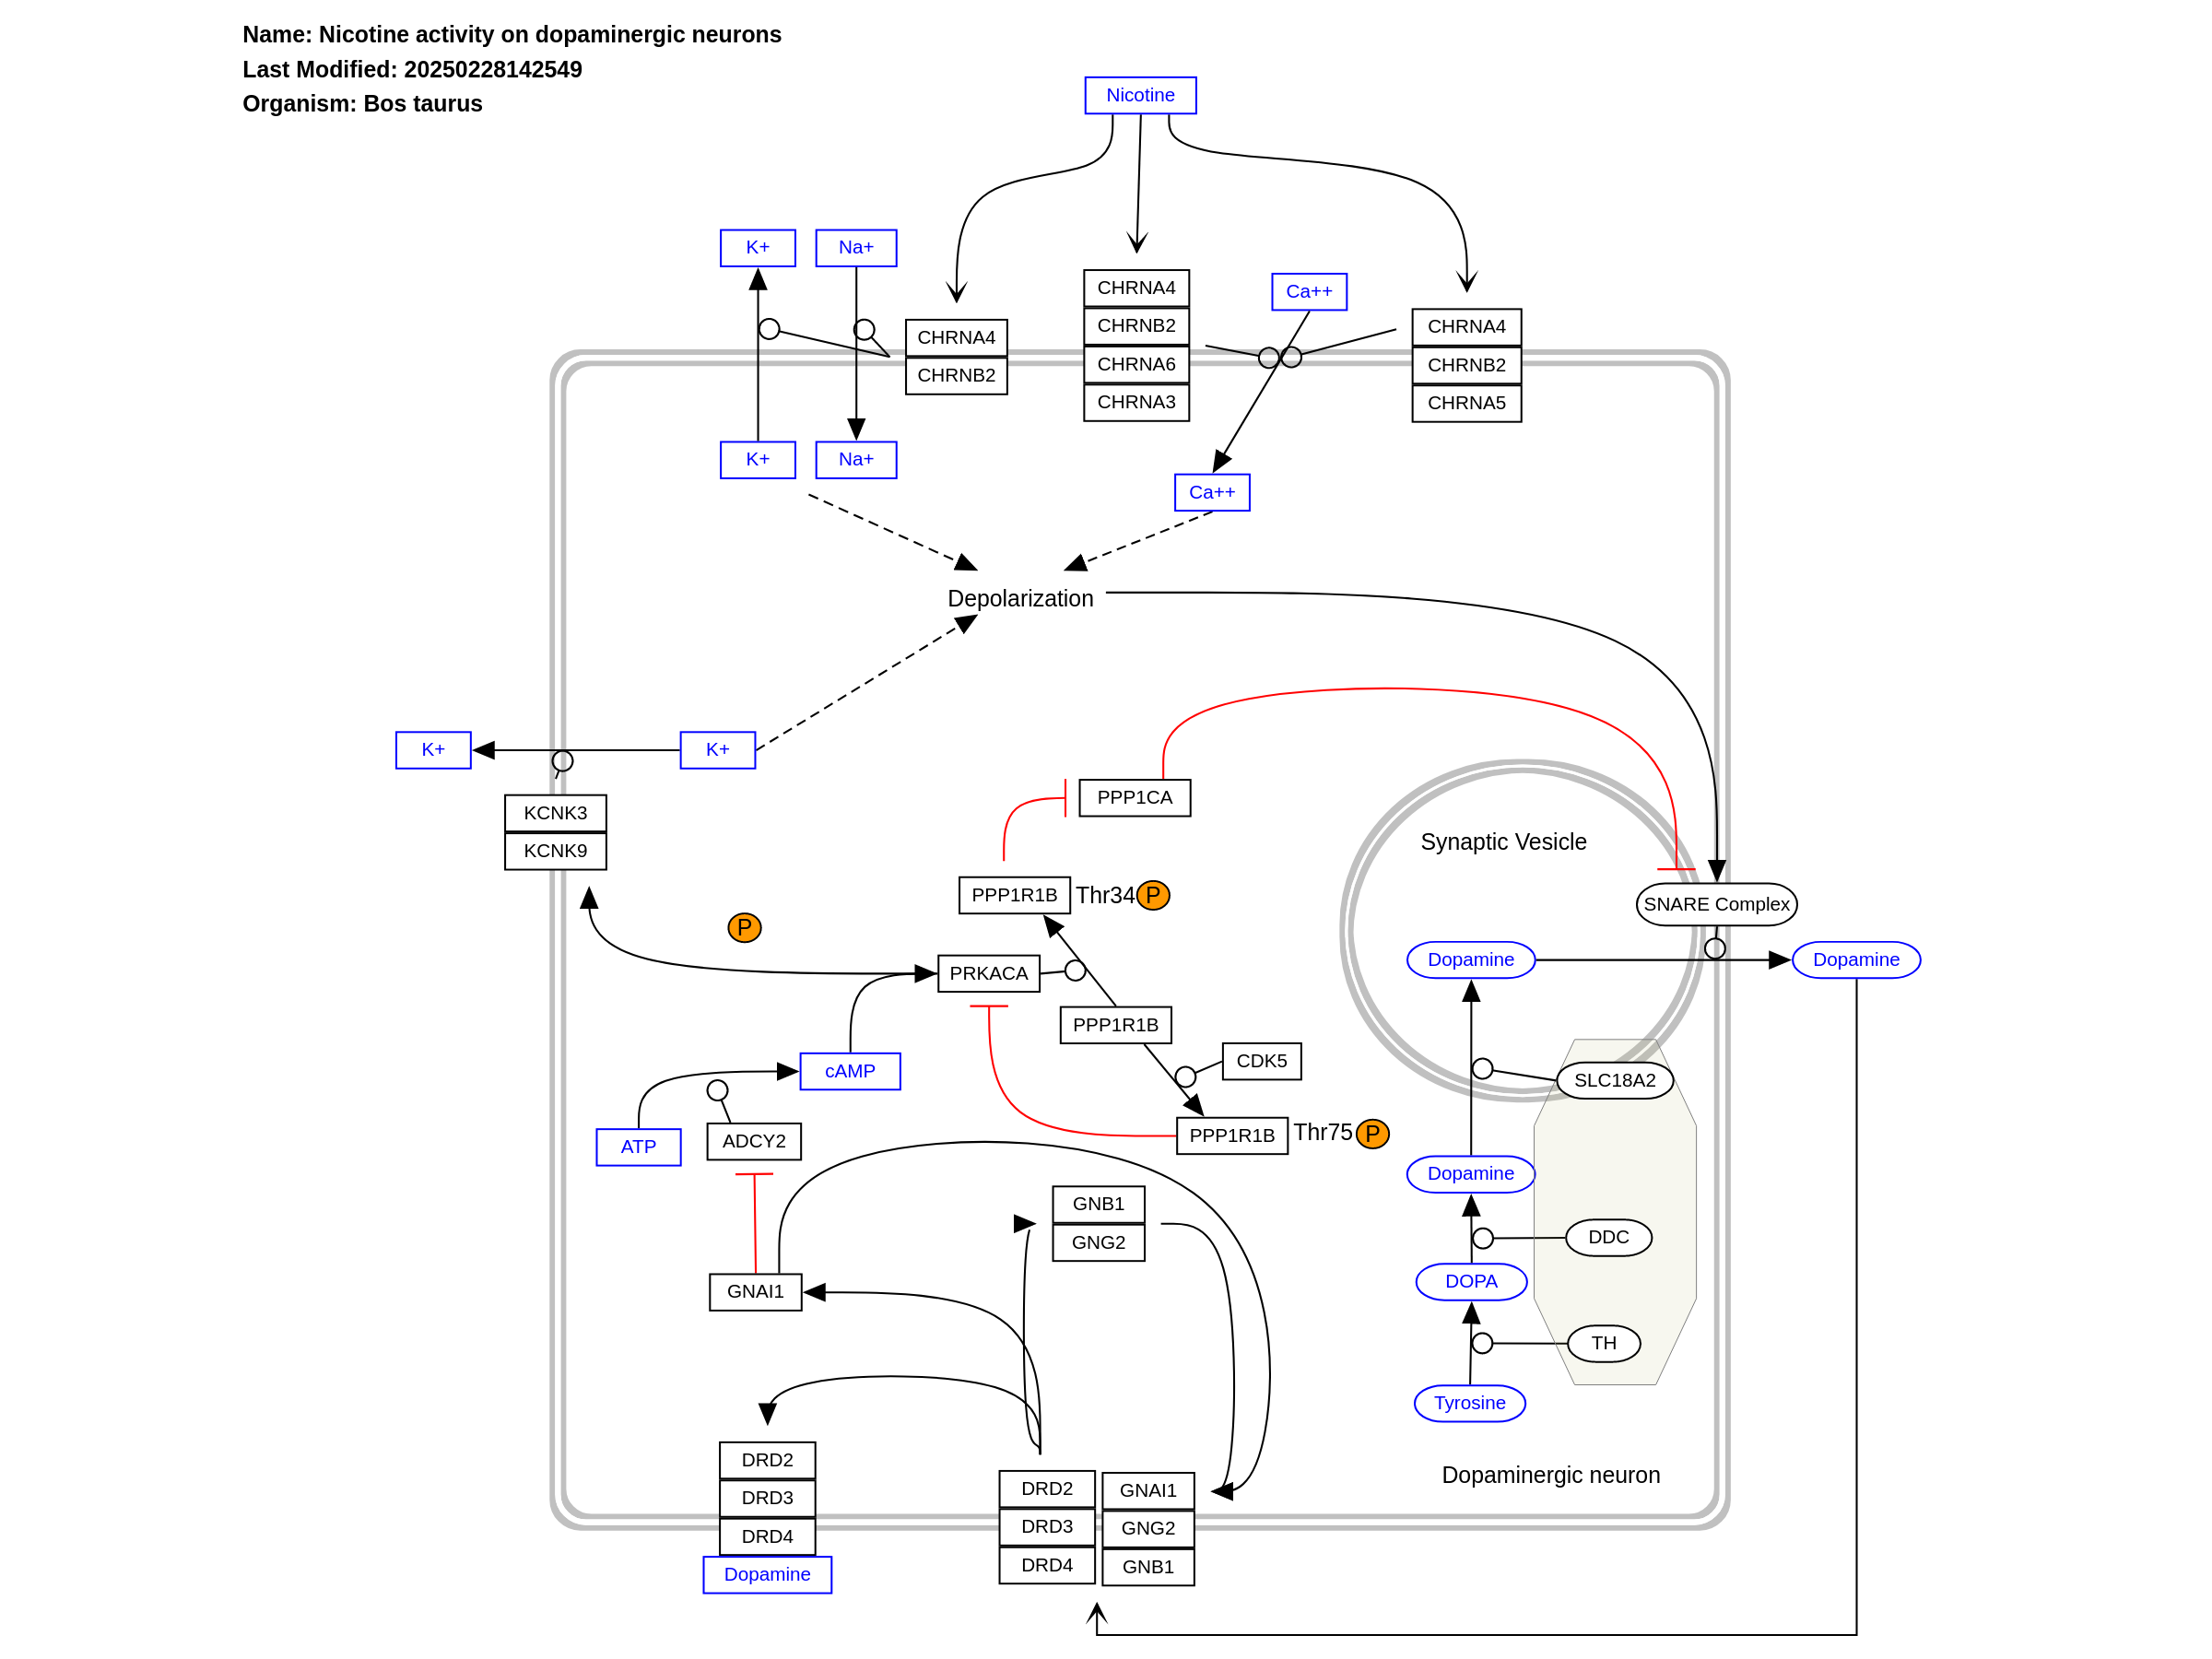 Name: Nicotine activity on dopaminergic neurons
Last Modified: 20250228142549
Organism: Bos taurus
Nicotine
K+
Na+
CHRNA4
CHRNB2
CHRNA4
CHRNB2
CHRNA6
CHRNA3
Ca++
CHRNA4
CHRNB2
CHRNA5
K+
Na+
Ca++
Depolarization
K+
K+
KCNK3
KCNK9
PPP1CA
Synaptic Vesicle
PPP1R1B
Thr34
P
SNARE Complex
P
PRKACA
Dopamine
Dopamine
PPP1R1B
CDK5
cAMP
SLC18A2
ATP
ADCY2
PPP1R1B
Thr75
P
Dopamine
GNB1
GNG2
DDC
GNAI1
DOPA
TH
Tyrosine
DRD2
DRD3
DRD4
Dopamine
DRD2
DRD3
DRD4
GNAI1
GNG2
GNB1
Dopaminergic neuron